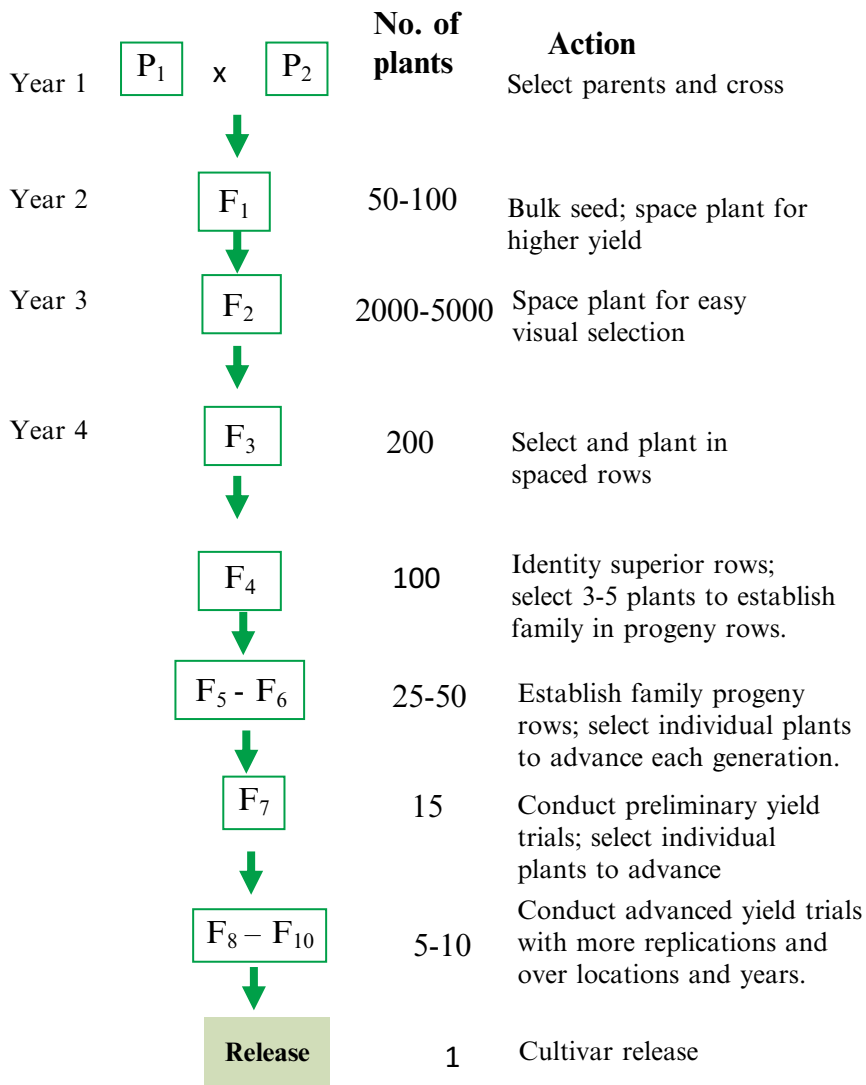 No. of
plants
Action
Year 1
P₁ x P₂
Select parents and cross
Year 2
F₁
50-100
Bulk seed; space plant for
higher yield
Year 3
F₂
2000-5000
Space plant for easy
visual selection
Year 4
F₃
200
Select and plant in
spaced rows
F₄
100
Identity superior rows;
select 3-5 plants to establish
family in progeny rows.
F₅ - F₆
25-50
Establish family progeny
rows; select individual plants
to advance each generation.
F₇
15
Conduct preliminary yield
trials; select individual
plants to advance
F₈ – F₁₀
5-10
Conduct advanced yield trials
with more replications and
over locations and years.
Release
1
Cultivar release